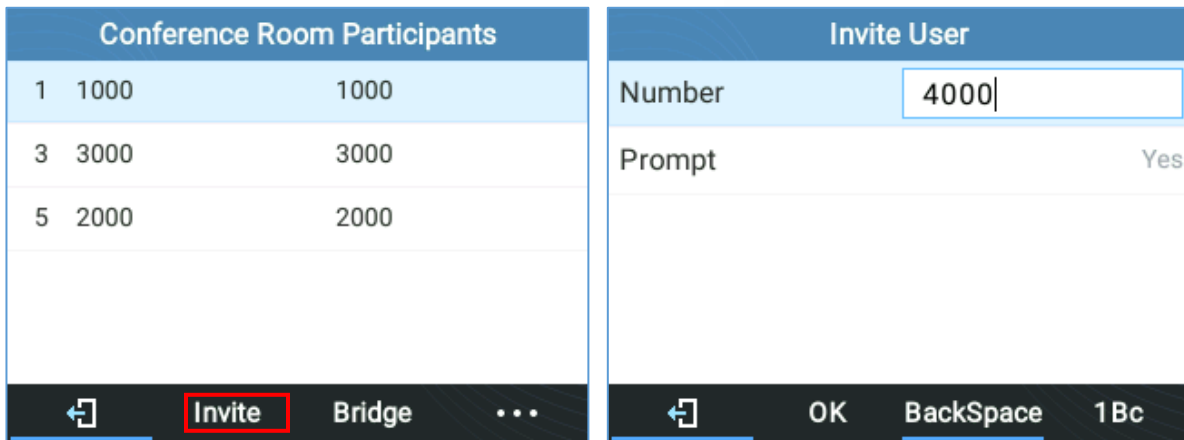 Conference Room Participants
1 1000 1000
3 3000 3000
5 2000 2000
Invite Bridge ...
Invite User
Number 4000
Prompt Yes
OK BackSpace 1Bc